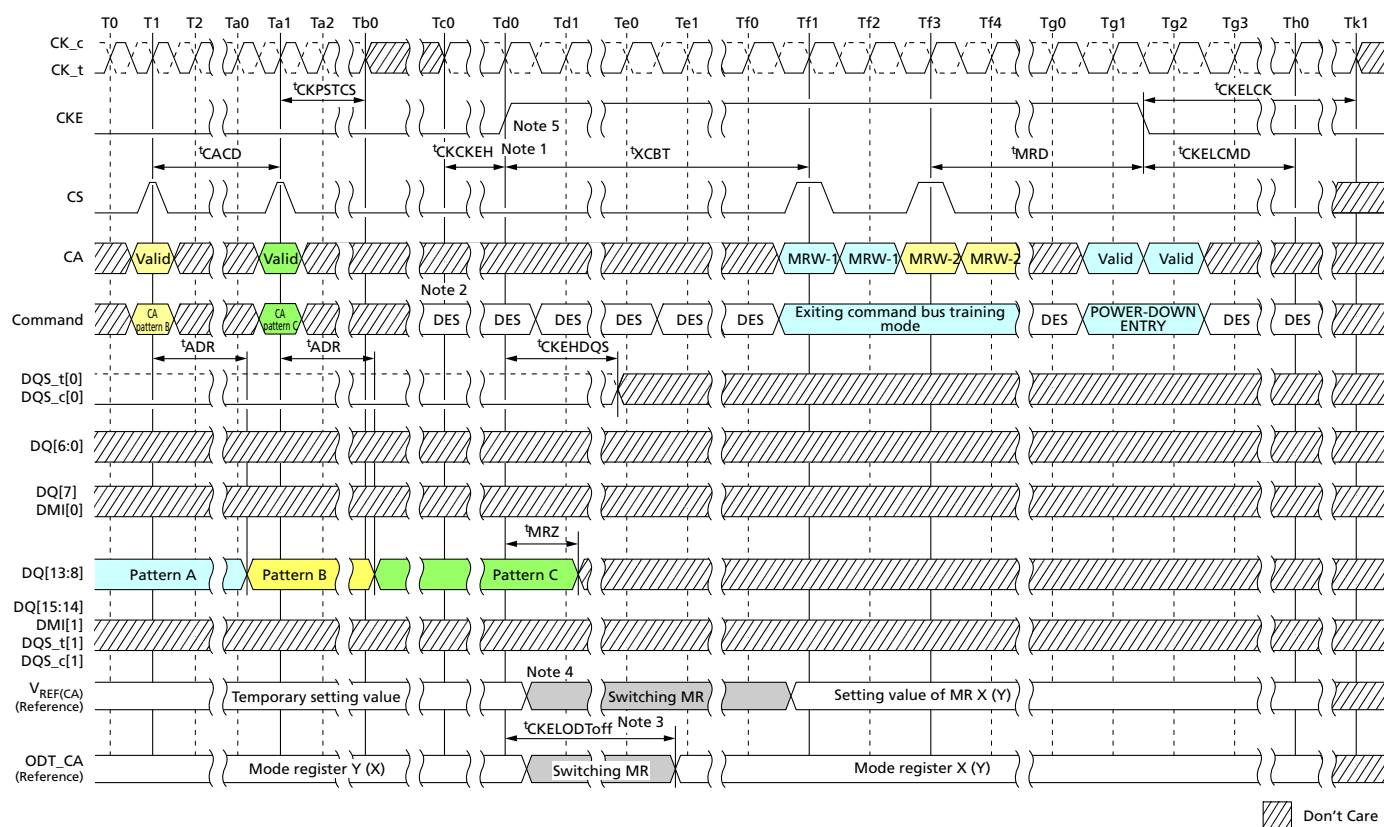 T0 T1 T2 Ta0 Ta1 Ta2 Tb0 Tc0 Td0 Td1 Te0 Te1 Tf0 Tf1 Tf2 Tf3 Tf4 Tg0 Tg1 Tg2 Tg3 Th0 Tk1
CK_c
CK_t
tCKPSTCS
tCKELCK
CKE
Note 5
tCACD
tCKCKEH
Note 1
tXCBT
tMRD
tCKELCMD
CS
CA
Valid Valid MRW-1 MRW-1 MRW-2 MRW-2 Valid Valid
Note 2
Command
CA pattern B
CA pattern C
DES DES DES DES DES DES
Exiting command bus training
mode
DES
POWER-DOWN
ENTRY
DES DES
tADR tADR tCKEHDQS
DQS_t[0]
DQS_c[0]
DQ[6:0]
DQ[7]
DMI[0]
tMRZ
DQ[13:8]
Pattern A Pattern B Pattern C
DQ[15:14]
DMI[1]
DQS_t[1]
DQS_c[1]
Note 4
VREF(CA)
(Reference)
Temporary setting value Switching MR Setting value of MR X (Y)
tCKELODToff
Note 3
ODT_CA
(Reference)
Mode register Y (X) Switching MR Mode register X (Y)
Don't Care